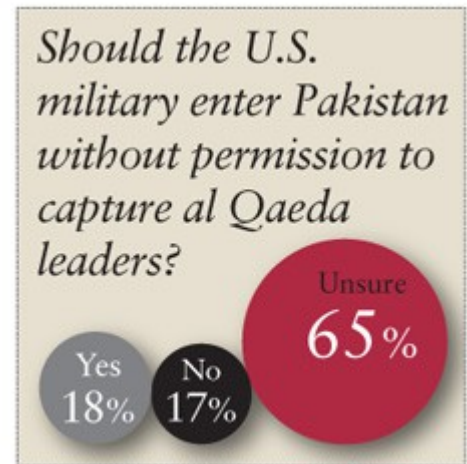 Should the U.S.
military enter Pakistan
without permission to
capture al Qaeda
leaders?
Unsure
65%
Yes
18%
No
17%